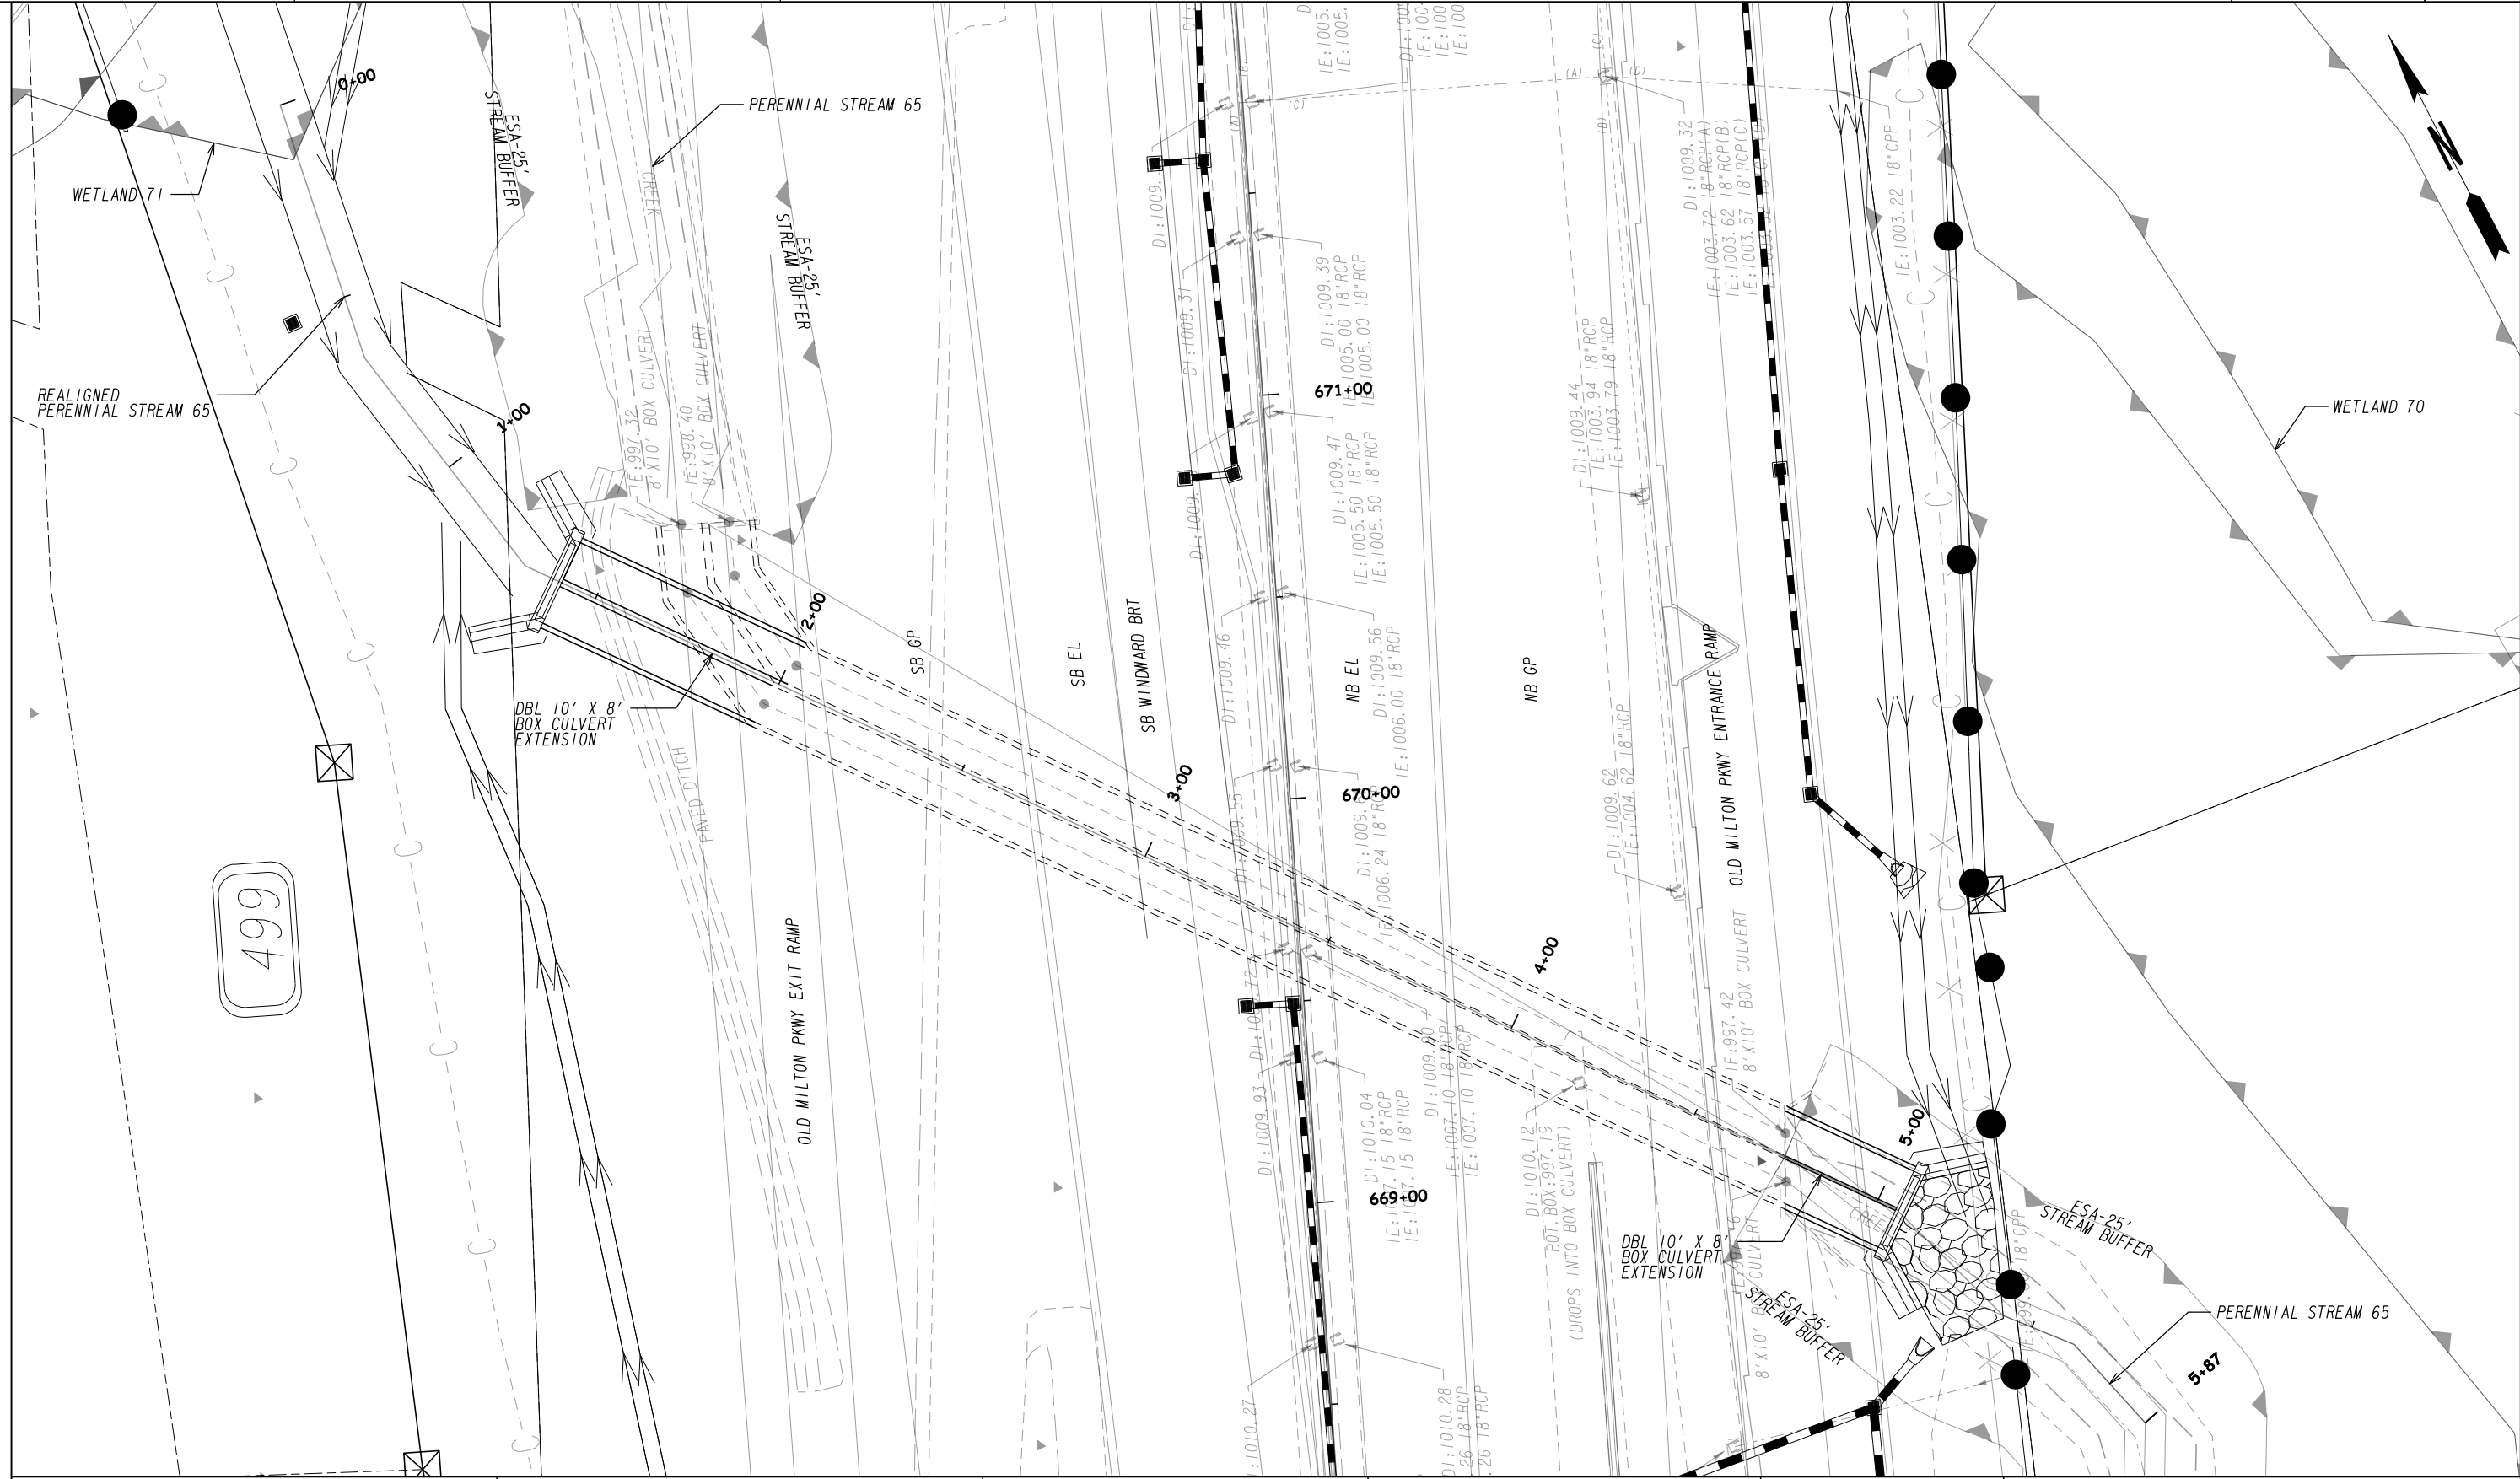 0+00
WETLAND 71
ESA-25'
STREAM BUFFER
PERENNIAL STREAM 65
CREEK
ESA-25'
STREAM BUFFER
REALIGNED
PERENNIAL STREAM 65
1+00
IE:997.32
8'X10' BOX CULVERT
IE:998.40
8'X10' BOX CULVERT
DBL 10' X 8'
BOX CULVERT
EXTENSION
2+00
PAVED DITCH
499
OLD MILTON PKWY EXIT RAMP
SB GP
SB EL
SB WINDWARD BRT
3+00
DI:1009.31
DI:1009.46
DI:1009.55
DI:1009.93
DI:1010.27
DI:1009.39
IE:1005.00 18"RCP
IE:1005.00 18"RCP
671+00
DI:1009.47
IE:1005.50 18"RCP
IE:1005.50 18"RCP
NB EL
DI:1009.56
IE:1006.00 18"RCP
670+00
IE:1006.24 18"RCP
IE:1007.10 18"RCP
IE:1007.10 18"RCP
DI:1010.04
IE:1007.15 18"RCP
IE:1007.15 18"RCP
669+00
DI:1010.28
NB GP
4+00
(A)
(B)
(C)
(A)
(B)
(C)
(D)
DI:1009.32
IE:1003.72 18"RCP(A)
IE:1003.62 18"RCP(B)
IE:1003.57 18"RCP(C)
IE:1003.22 18"CPP
DI:1009.44
IE:1003.94 18"RCP
IE:1003.79 18"RCP
DI:1009.62
IE:1004.62 18"RCP
OLD MILTON PKWY ENTRANCE RAMP
IE:997.42
8'X10' BOX CULVERT
DI:1010.12
BOT.BOX:997.19
(DROPS INTO BOX CULVERT)
5+00
DBL 10' X 8'
BOX CULVERT
EXTENSION
8'X10' BOX CULVERT
ESA-25'
STREAM BUFFER
ESA-25'
STREAM BUFFER
PERENNIAL STREAM 65
5+87
WETLAND 70
N